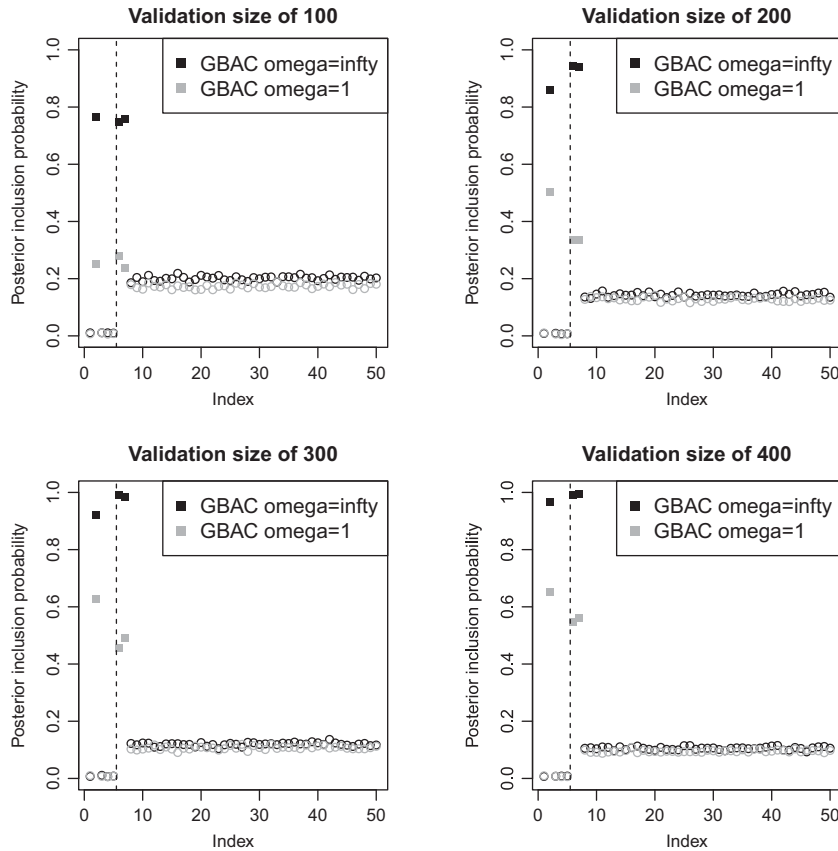 Validation size of 100
GBAC omega=infty
GBAC omega=1
Posterior inclusion probability
0.0 0.2 0.4 0.6 0.8 1.0
0 10 20 30 40 50
Index
Validation size of 200
GBAC omega=infty
GBAC omega=1
Posterior inclusion probability
0.0 0.2 0.4 0.6 0.8 1.0
0 10 20 30 40 50
Index
Validation size of 300
GBAC omega=infty
GBAC omega=1
Posterior inclusion probability
0.0 0.2 0.4 0.6 0.8 1.0
0 10 20 30 40 50
Index
Validation size of 400
GBAC omega=infty
GBAC omega=1
Posterior inclusion probability
0.0 0.2 0.4 0.6 0.8 1.0
0 10 20 30 40 50
Index